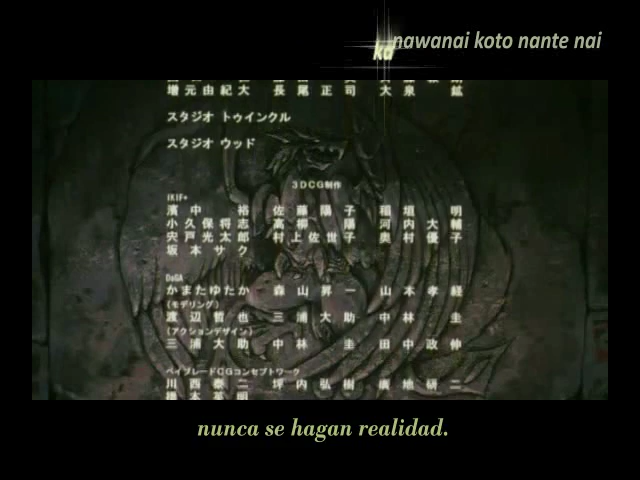 kanawanai koto nante nai
増元由紀大 長尾正司 大泉 鉱
スタジオ トゥインクル
スタジオ ウッド
3DCG制作
IKIF+
濱中 裕 佐藤陽子 稲垣 明
小久保将志 高柳 陽 河内大輔
宍戸光太郎 村上佐世子 奥村優子
坂本サク
DoGA
かまたゆたか 森山昇一 山本孝経
(モデリング)
渡辺哲也 三浦大助 中林 圭
(アクションデザイン)
三浦大助 中林 圭 田中政伸
ベイブレードCGコンセプトワーク
川西泰二 坪内弘樹 廣地研二
橋本英明
nunca se hagan realidad.